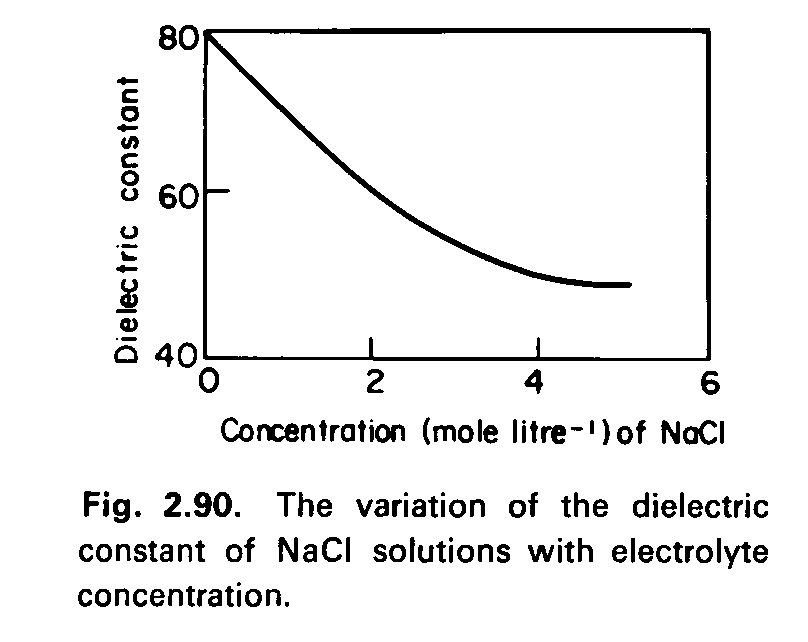 80
60
40
Dielectric constant
0 2 4 6
Concentration (mole litre⁻¹) of NaCl
Fig. 2.90. The variation of the dielectric
constant of NaCl solutions with electrolyte
concentration.